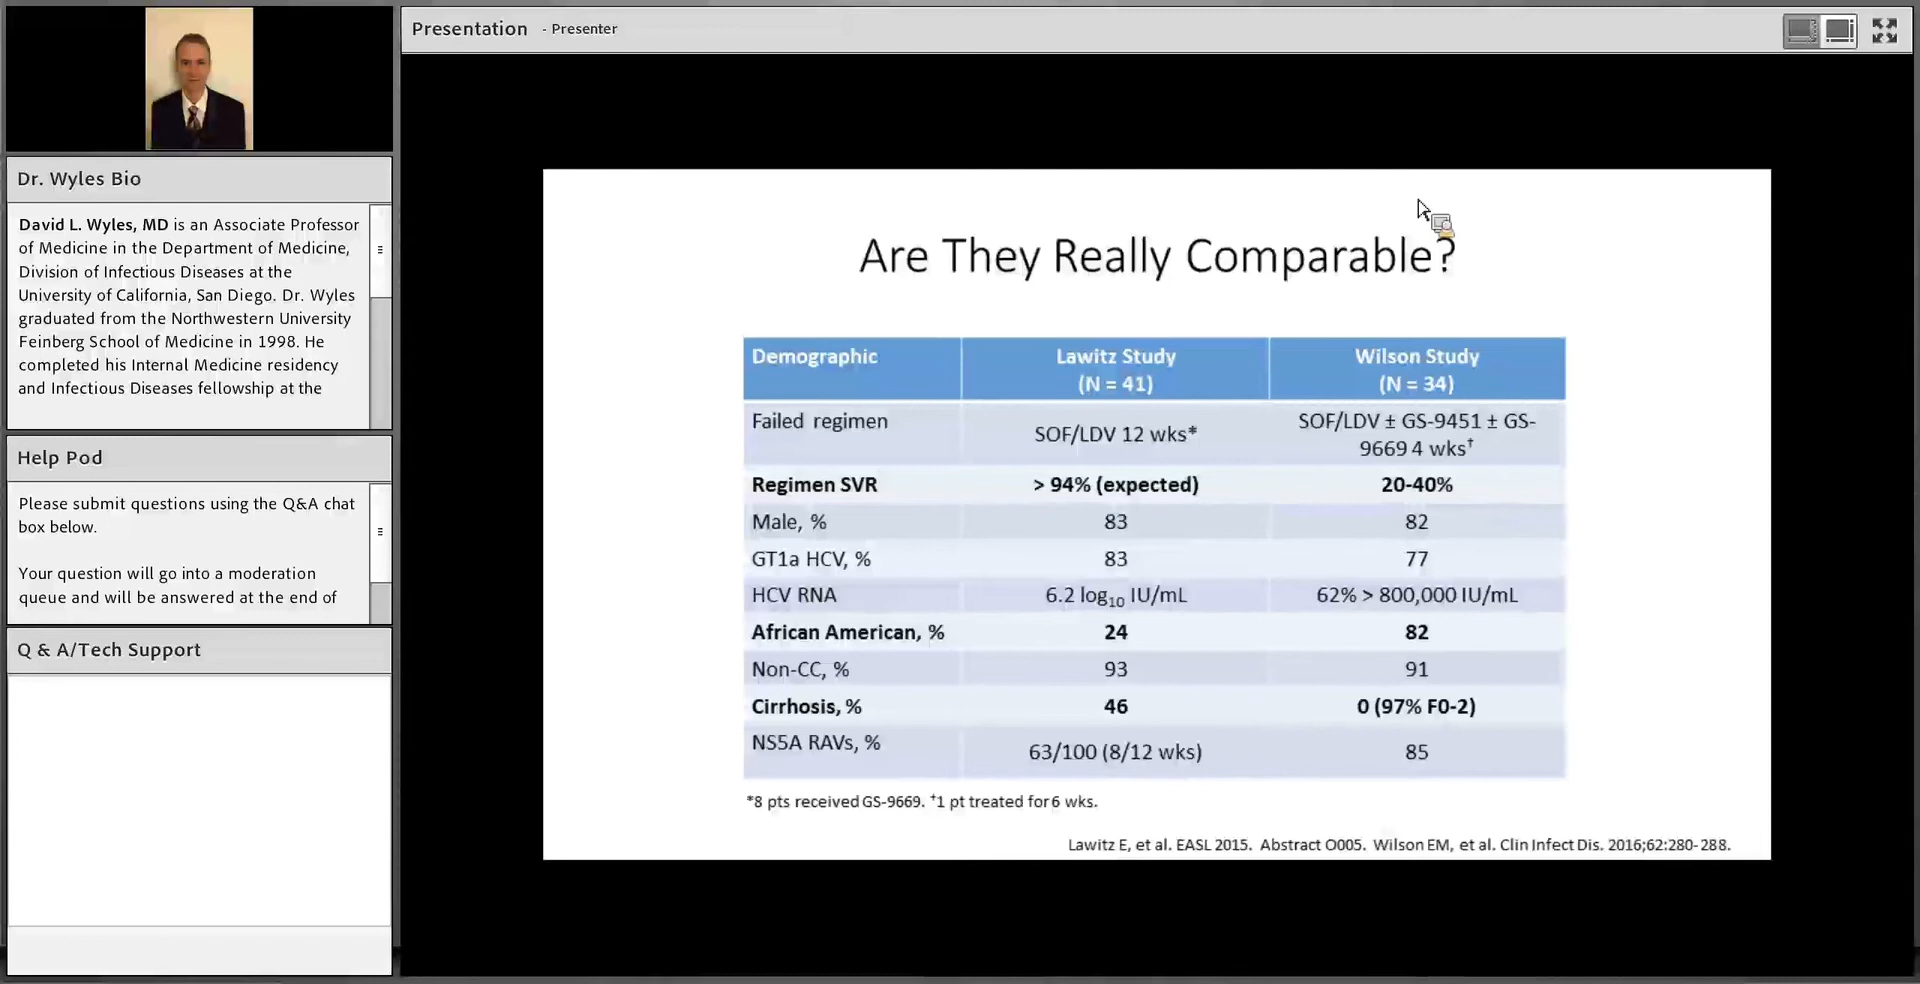 Presentation - Presenter
Dr. Wyles Bio
David L. Wyles, MD is an Associate Professor
of Medicine in the Department of Medicine,
Division of Infectious Diseases at the
University of California, San Diego. Dr. Wyles
graduated from the Northwestern University
Feinberg School of Medicine in 1998. He
completed his Internal Medicine residency
and Infectious Diseases fellowship at the
Help Pod
Please submit questions using the Q&A chat
box below.
Your question will go into a moderation
queue and will be answered at the end of
Q & A/Tech Support
Are They Really Comparable?
Demographic Lawitz Study (N = 41) Wilson Study (N = 34)
Failed regimen SOF/LDV 12 wks* SOF/LDV ± GS-9451 ± GS-9669 4 wks†
Regimen SVR > 94% (expected) 20-40%
Male, % 83 82
GT1a HCV, % 83 77
HCV RNA 6.2 log₁₀ IU/mL 62% > 800,000 IU/mL
African American, % 24 82
Non-CC, % 93 91
Cirrhosis, % 46 0 (97% F0-2)
NS5A RAVs, % 63/100 (8/12 wks) 85
*8 pts received GS-9669. †1 pt treated for 6 wks.
Lawitz E, et al. EASL 2015. Abstract O005. Wilson EM, et al. Clin Infect Dis. 2016;62:280-288.